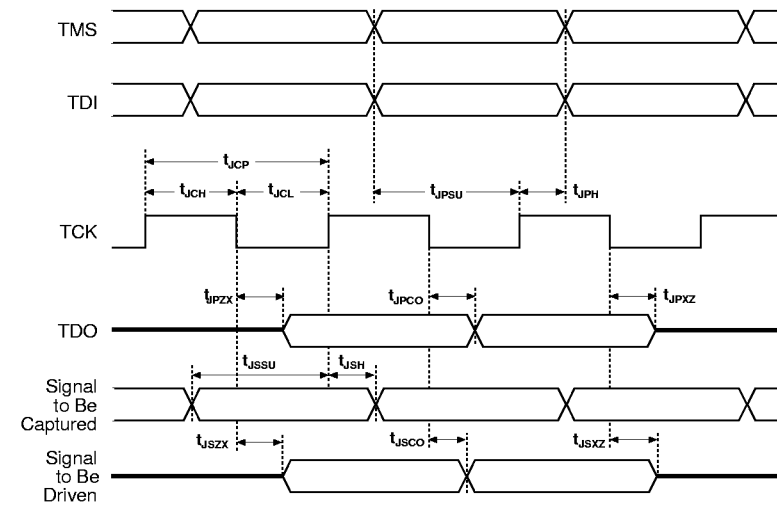 TMS
TDI
tJCP
tJCH
tJCL
tJPSU
tJPH
TCK
tJPZX
tJPCO
tJPXZ
TDO
tJSSU
tJSH
Signal
to Be
Captured
tJSZX
tJSCO
tJSXZ
Signal
to Be
Driven